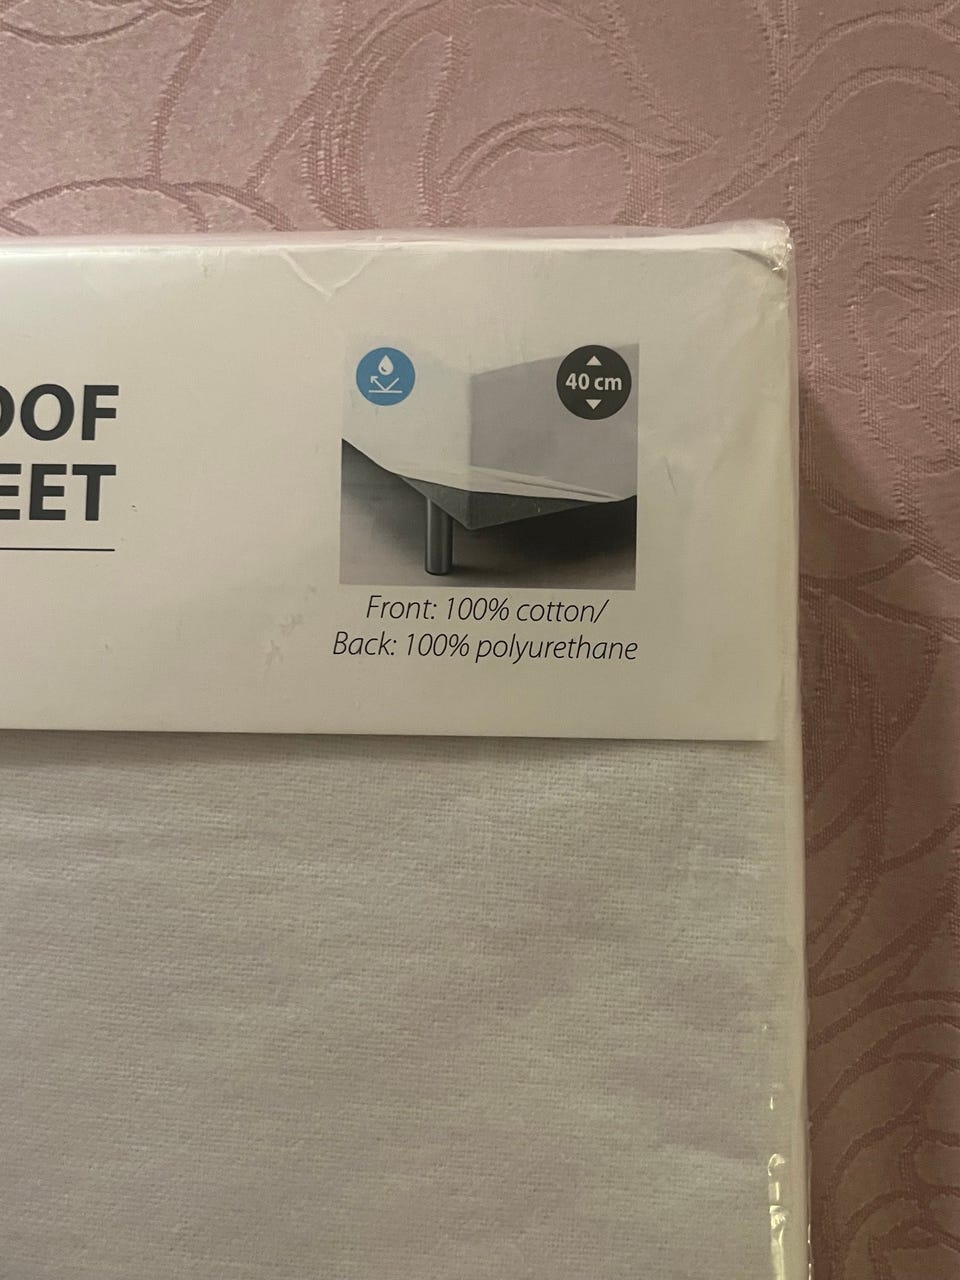 OOF
EET
40 cm
Front: 100% cotton/
Back: 100% polyurethane